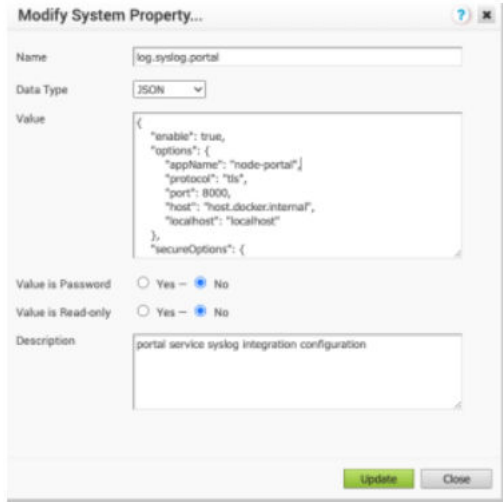 Modify System Property...
?
Name
log.syslog.portal
Data Type
JSON
Value
{
"enable": true,
"options": {
"appName": "node-portal",
"protocol": "tls",
"port": 8000,
"host": "host.docker.internal",
"localhost": "localhost"
},
"secureOptions": {
Value is Password Yes – No
Value is Read-only Yes – No
Description
portal service syslog integration configuration
Update Close